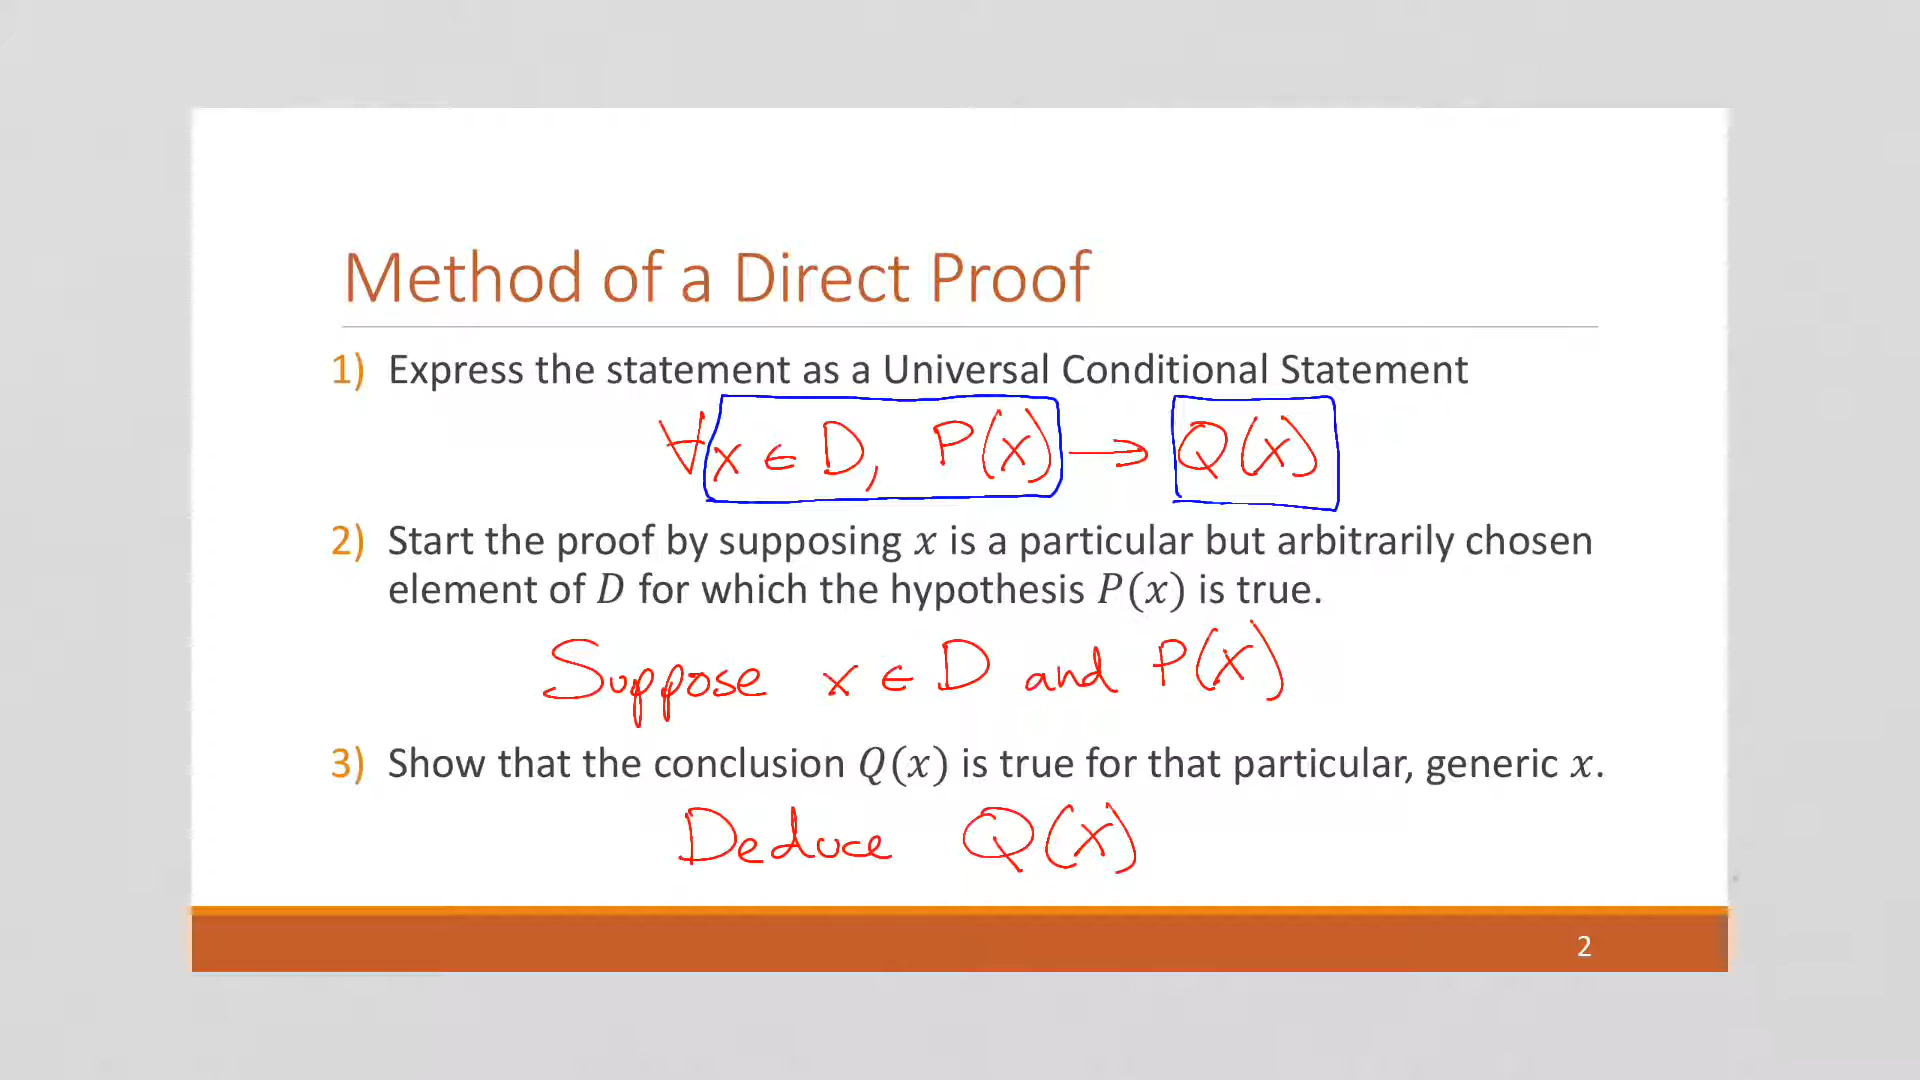 Method of a Direct Proof
1) Express the statement as a Universal Conditional Statement
∀x ∈ D, P(x) → Q(x)
2) Start the proof by supposing x is a particular but arbitrarily chosen
element of D for which the hypothesis P(x) is true.
Suppose x ∈ D and P(x)
3) Show that the conclusion Q(x) is true for that particular, generic x.
Deduce Q(x)
2